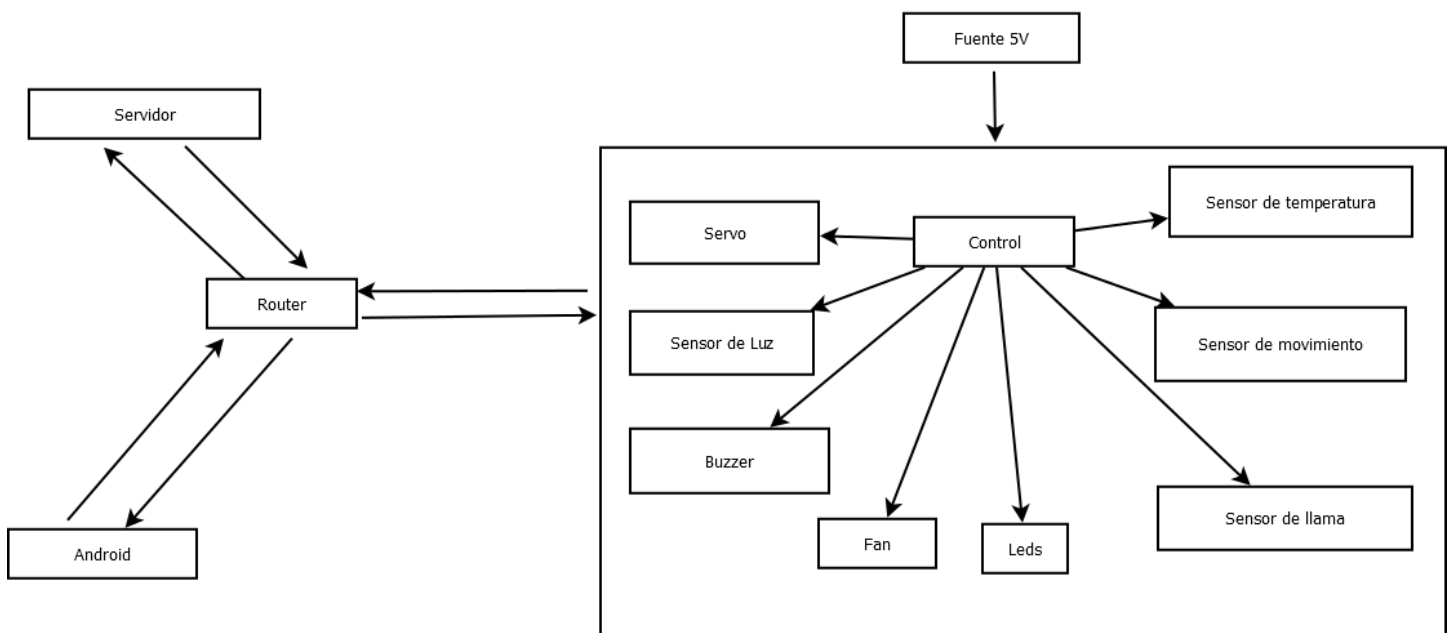 Fuente 5V
Servidor
Sensor de temperatura
Servo
Control
Router
Sensor de Luz
Sensor de movimiento
Buzzer
Sensor de llama
Fan
Leds
Android